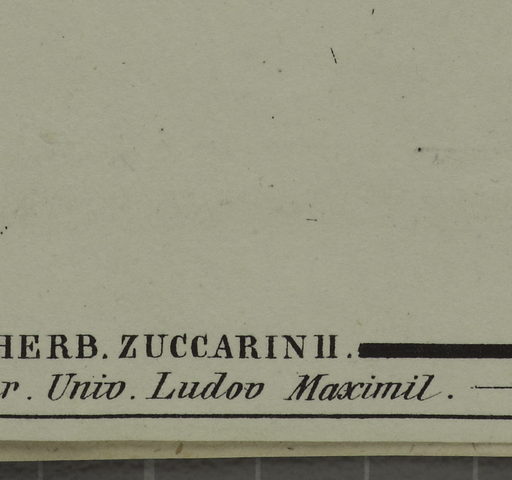 HERB. ZUCCARINII.
r. Univ. Ludov Maximil.